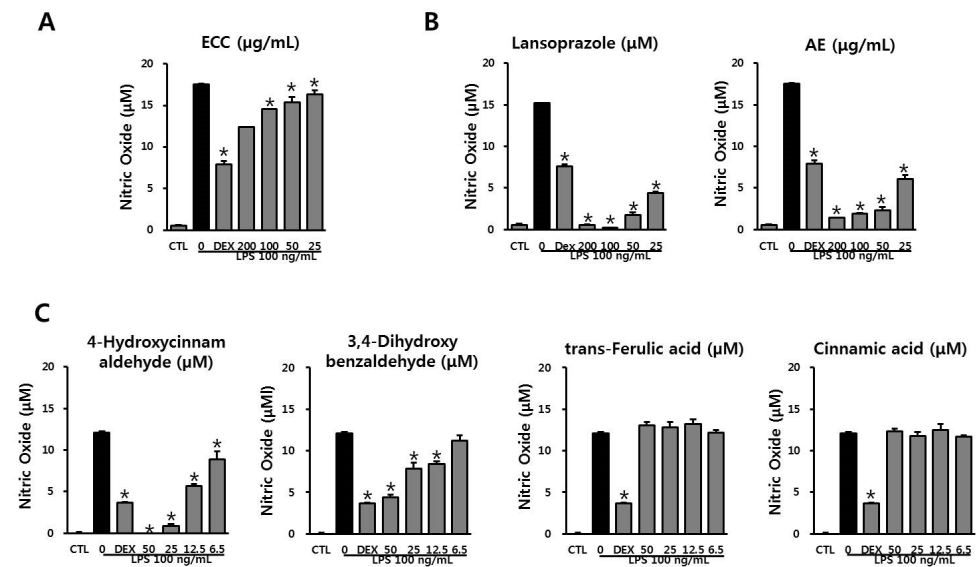 A
B
ECC (µg/mL)
Lansoprazole (µM)
AE (µg/mL)
Nitric Oxide (µM)
20
15
10
5
0
*
*
*
*
CTL 0 DEX 200 100 50 25
LPS 100 ng/mL
Nitric Oxide (µM)
20
15
10
5
0
*
*
*
*
*
CTL 0 Dex 200 100 50 25
LPS 100 ng/mL
Nitric Oxide (µM)
20
15
10
5
0
*
*
*
*
*
CTL 0 DEX 200 100 50 25
LPS 100 ng/mL
C
4-Hydroxycinnam
aldehyde (µM)
Nitric Oxide (µM)
20
15
10
5
0
*
*
*
*
*
CTL 0 DEX 50 25 12.5 6.5
LPS 100 ng/mL
3,4-Dihydroxy
benzaldehyde (µM)
Nitric Oxide (µMl)
20
15
10
5
0
*
*
*
*
CTL 0 DEX 50 25 12.5 6.5
LPS 100 ng/mL
trans-Ferulic acid (µM)
Nitric Oxide (µM)
20
15
10
5
0
*
CTL 0 DEX 50 25 12.5 6.5
LPS 100 ng/mL
Cinnamic acid (µM)
Nitric Oxide (µM)
20
15
10
5
0
*
CTL 0 DEX 50 25 12.5 6.5
LPS 100 ng/mL